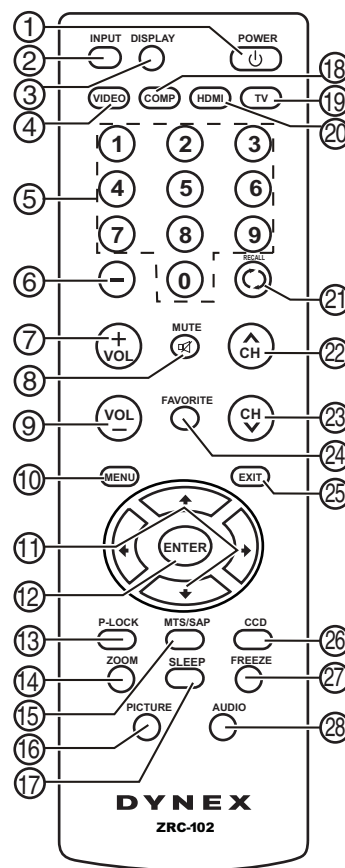 1 INPUT DISPLAY POWER
2
3 18
4 VIDEO COMP HDMI TV 19
20
1 2 3
5 4 5 6
7 8 9
RECALL
6 - 0 21
MUTE
7 + VOL CH 22
8
FAVORITE
9 VOL - CH 23
24
10 MENU EXIT 25
11 ENTER
12
P-LOCK MTS/SAP CCD
13 26
ZOOM SLEEP FREEZE
14 27
15
PICTURE AUDIO
16 28
17
DYNEX
ZRC-102